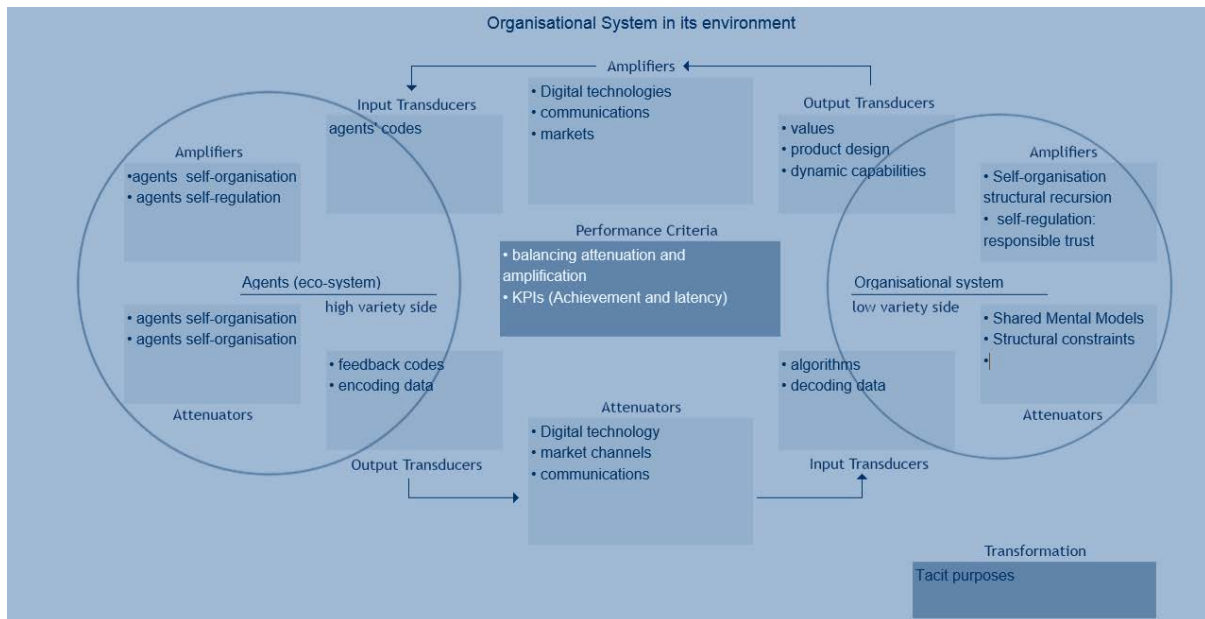 Organisational System in its environment
Amplifiers
• Digital technologies
• communications
• markets
Input Transducers
agents' codes
Output Transducers
• values
• product design
• dynamic capabilities
Amplifiers
•agents self-organisation
• agents self-regulation
Amplifiers
• Self-organisation
structural recursion
• self-regulation:
responsible trust
Performance Criteria
• balancing attenuation and
amplification
• KPIs (Achievement and latency)
Agents (eco-system)
high variety side
Organisational system
low variety side
• agents self-organisation
• agents self-organisation
Attenuators
• Shared Mental Models
• Structural constraints
•
Attenuators
• feedback codes
• encoding data
Output Transducers
• algorithms
• decoding data
Input Transducers
Attenuators
• Digital technology
• market channels
• communications
Transformation
Tacit purposes